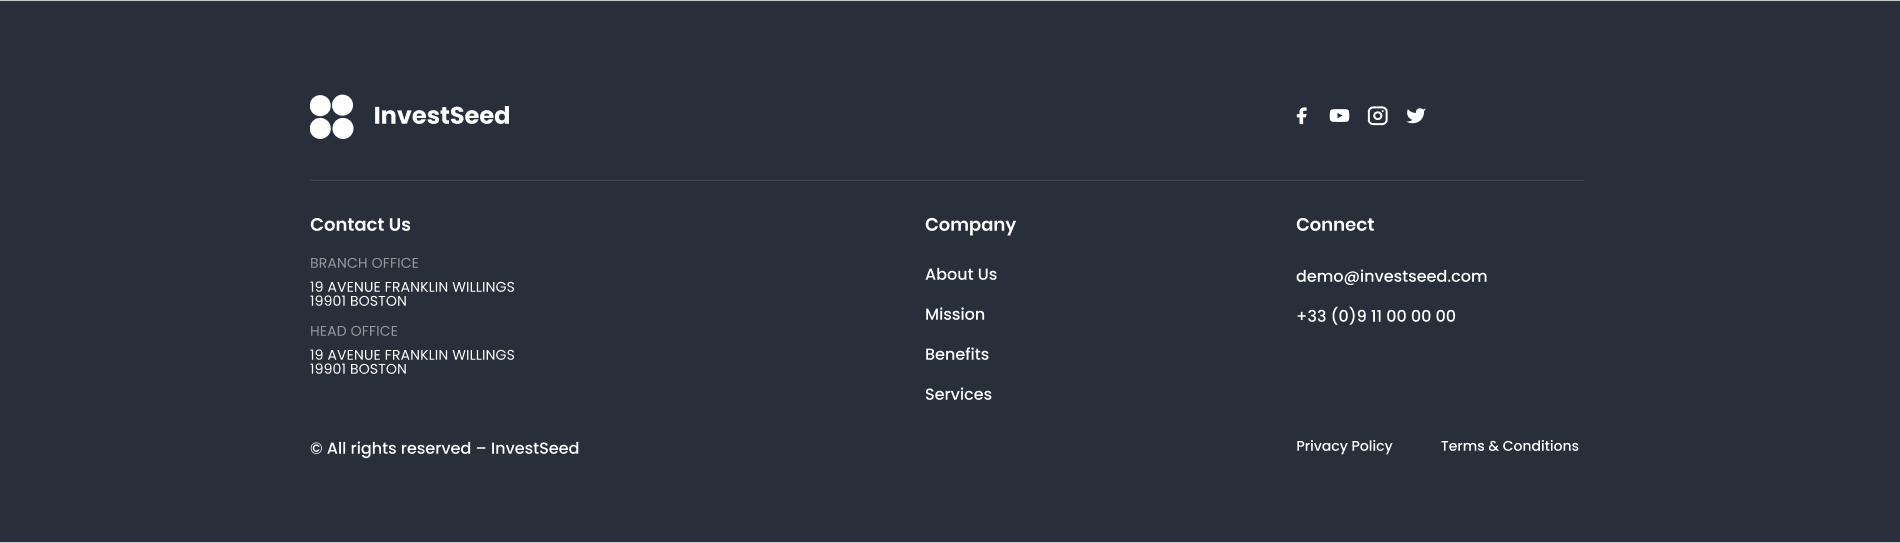 InvestSeed
Contact Us
BRANCH OFFICE
19 AVENUE FRANKLIN WILLINGS
19901 BOSTON
HEAD OFFICE
19 AVENUE FRANKLIN WILLINGS
19901 BOSTON
Company
About Us
Mission
Benefits
Services
Connect
demo@investseed.com
+33 (0)9 11 00 00 00
© All rights reserved – InvestSeed
Privacy Policy
Terms & Conditions